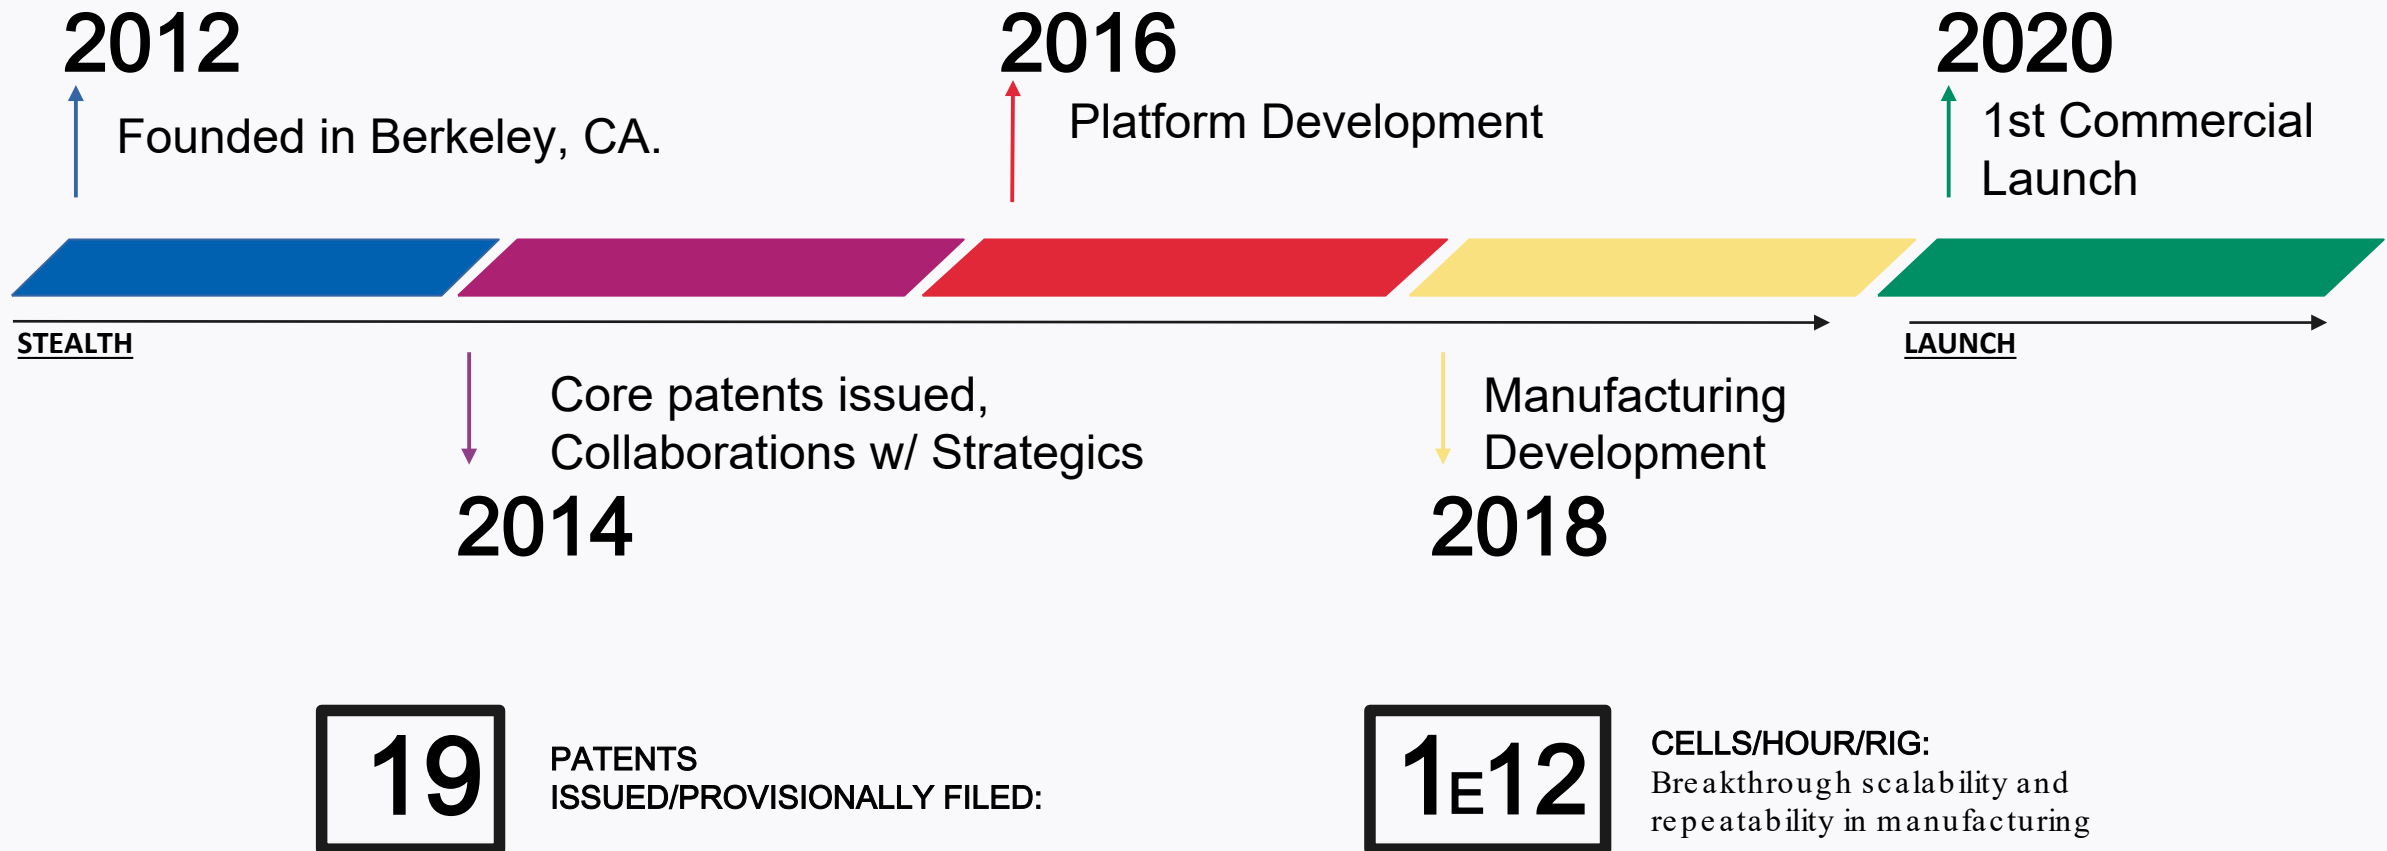 2012
Founded in Berkeley, CA.
2016
Platform Development
2020
1st Commercial
Launch
STEALTH
LAUNCH
Core patents issued,
Collaborations w/ Strategics
2014
Manufacturing
Development
2018
19
PATENTS
ISSUED/PROVISIONALLY FILED:
1E12
CELLS/HOUR/RIG:
Breakthrough scalability and
repeatability in manufacturing